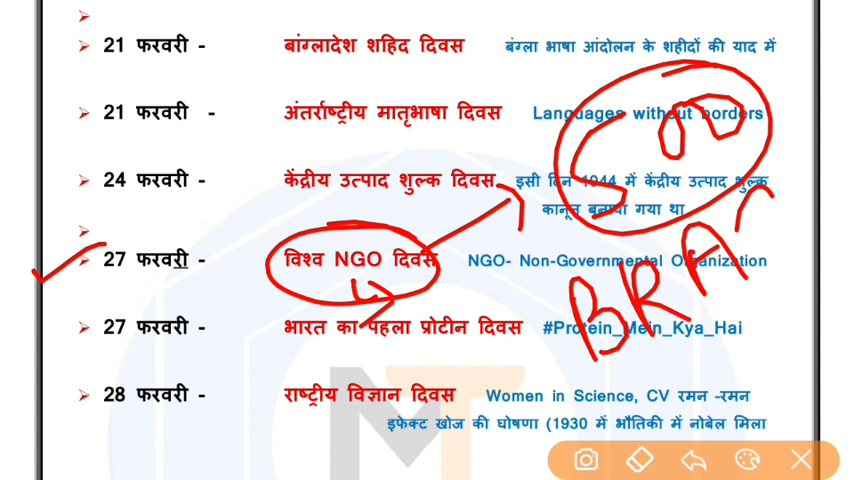 21 फरवरी - बांग्लादेश शहिद दिवस बंग्ला भाषा आंदोलन के शहीदों की याद में
21 फरवरी - अंतर्राष्ट्रीय मातृभाषा दिवस Languages without borders
24 फरवरी - केंद्रीय उत्पाद शुल्क दिवस इसी दिन 1944 में केंद्रीय उत्पाद शुल्क
कानून बनाया गया था
27 फरवरी - विश्व NGO दिवस NGO- Non-Governmental Organization
27 फरवरी - भारत का पहला प्रोटीन दिवस #Protein_Mein_Kya_Hai
28 फरवरी - राष्ट्रीय विज्ञान दिवस Women in Science, CV रमन -रमन
इफेक्ट खोज की घोषणा (1930 में भौतिकी में नोबेल मिला